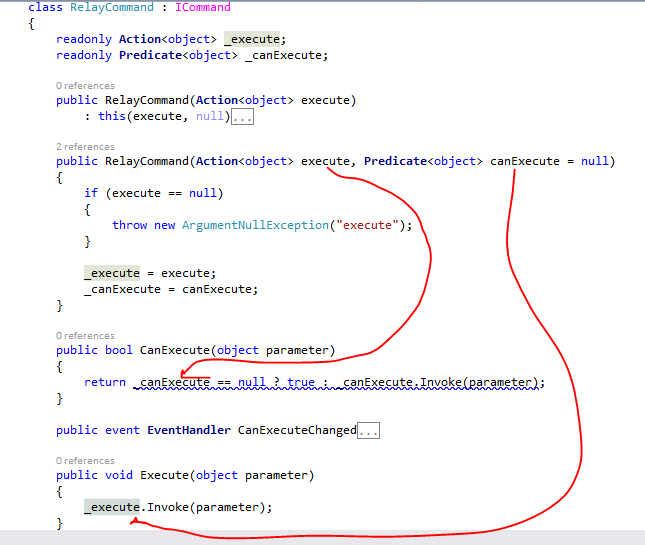 class RelayCommand : ICommand
{
readonly Action<object> _execute;
readonly Predicate<object> _canExecute;
0 references
public RelayCommand(Action<object> execute)
: this(execute, null)...
2 references
public RelayCommand(Action<object> execute, Predicate<object> canExecute = null)
{
if (execute == null)
{
throw new ArgumentNullException("execute");
}
_execute = execute;
_canExecute = canExecute;
}
0 references
public bool CanExecute(object parameter)
{
return _canExecute == null ? true : _canExecute.Invoke(parameter);
}
public event EventHandler CanExecuteChanged...
0 references
public void Execute(object parameter)
{
_execute.Invoke(parameter);
}